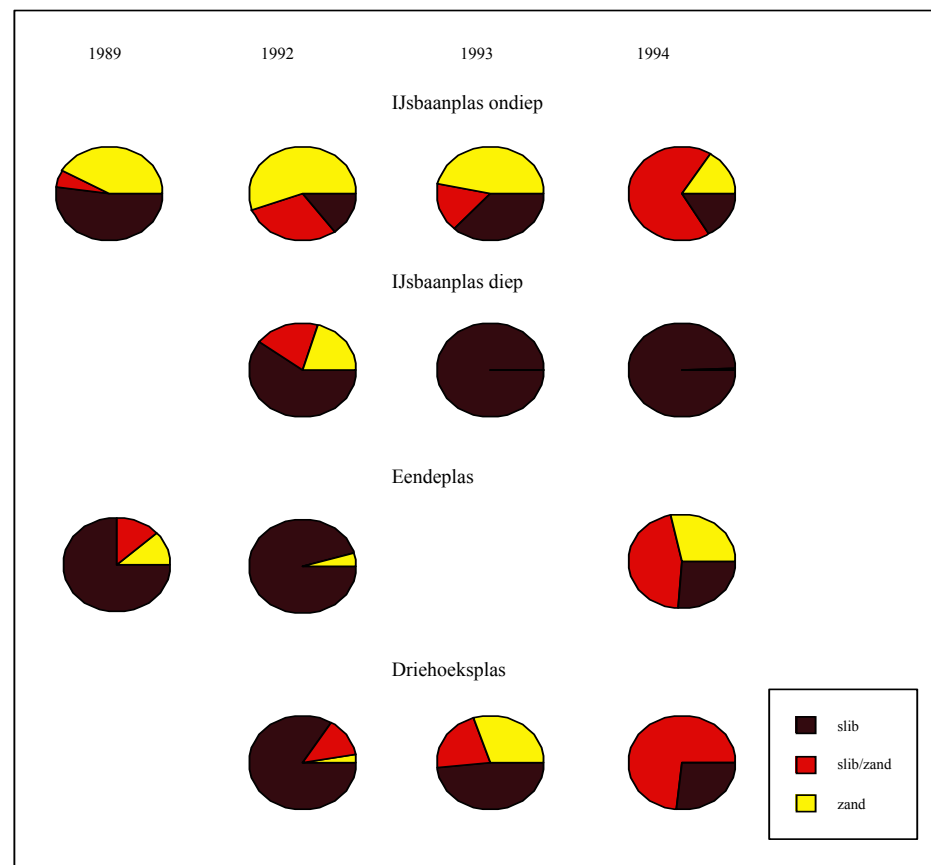 1989 1992 1993 1994
IJsbaanplas ondiep
IJsbaanplas diep
Eendeplas
Driehoeksplas
slib
slib/zand
zand